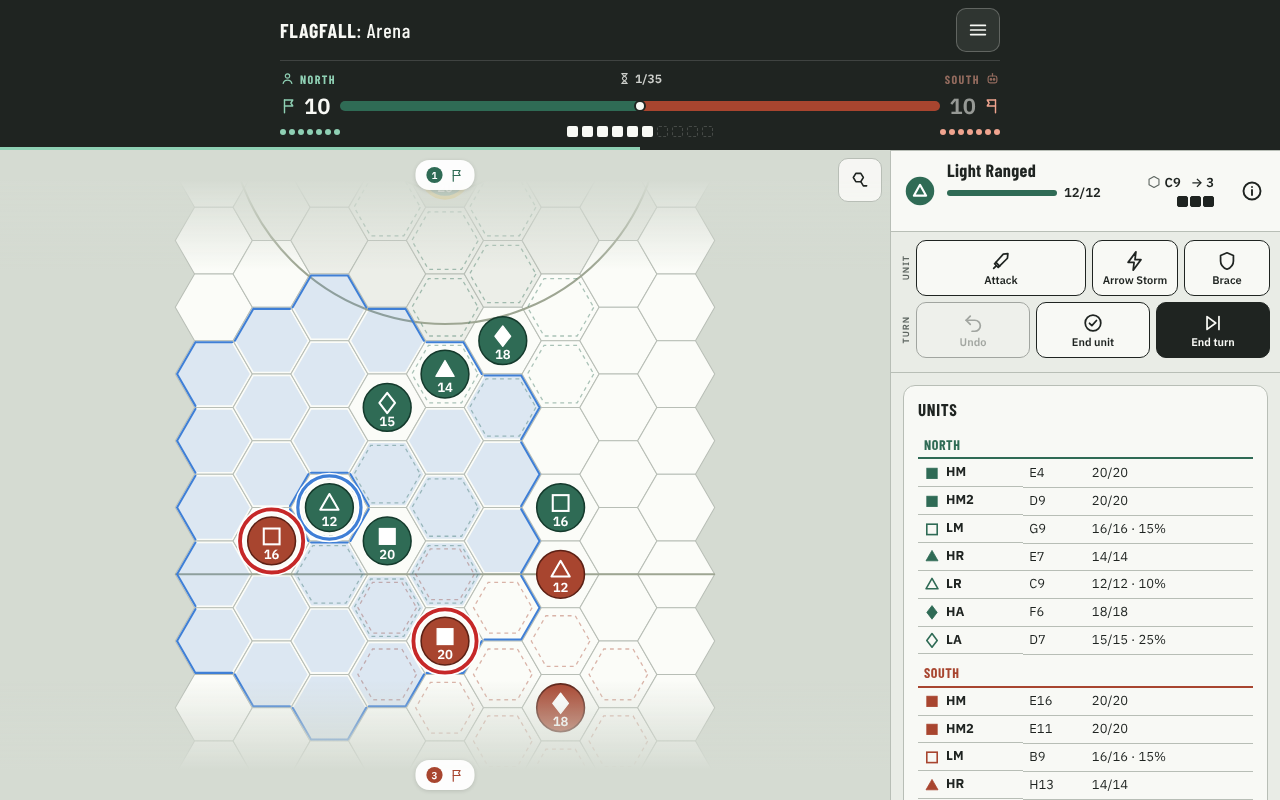 FLAGFALL: Arena
NORTH
1/35
SOUTH
10
10
1
Light Ranged
12/12
C9 → 3
UNIT
Attack
Arrow Storm
Brace
TURN
Undo
End unit
End turn
18
14
15
12
16
16
20
12
20
18
3
UNITS
NORTH
HM E4 20/20
HM2 D9 20/20
LM G9 16/16 · 15%
HR E7 14/14
LR C9 12/12 · 10%
HA F6 18/18
LA D7 15/15 · 25%
SOUTH
HM E16 20/20
HM2 E11 20/20
LM B9 16/16 · 15%
HR H13 14/14